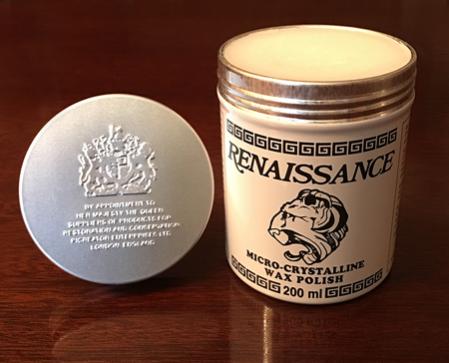 BY APPOINTMENT TO
HER MAJESTY THE QUEEN
SUPPLIERS OF PRODUCTS FOR
RESTORATION AND CONSERVATION
PICREATOR ENTERPRISES LTD.
LONDON ENGLAND
RENAISSANCE
MICRO-CRYSTALLINE
WAX POLISH
200 ml